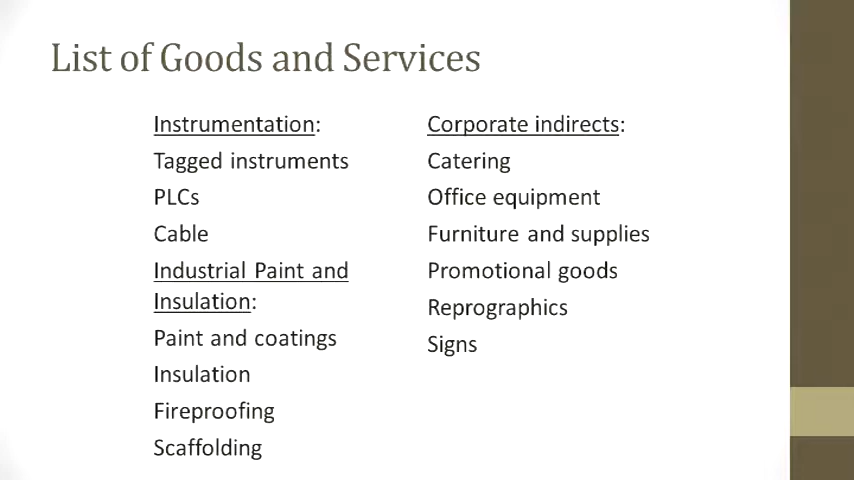 List of Goods and Services
Instrumentation:
Tagged instruments
PLCs
Cable
Industrial Paint and
Insulation:
Paint and coatings
Insulation
Fireproofing
Scaffolding
Corporate indirects:
Catering
Office equipment
Furniture and supplies
Promotional goods
Reprographics
Signs